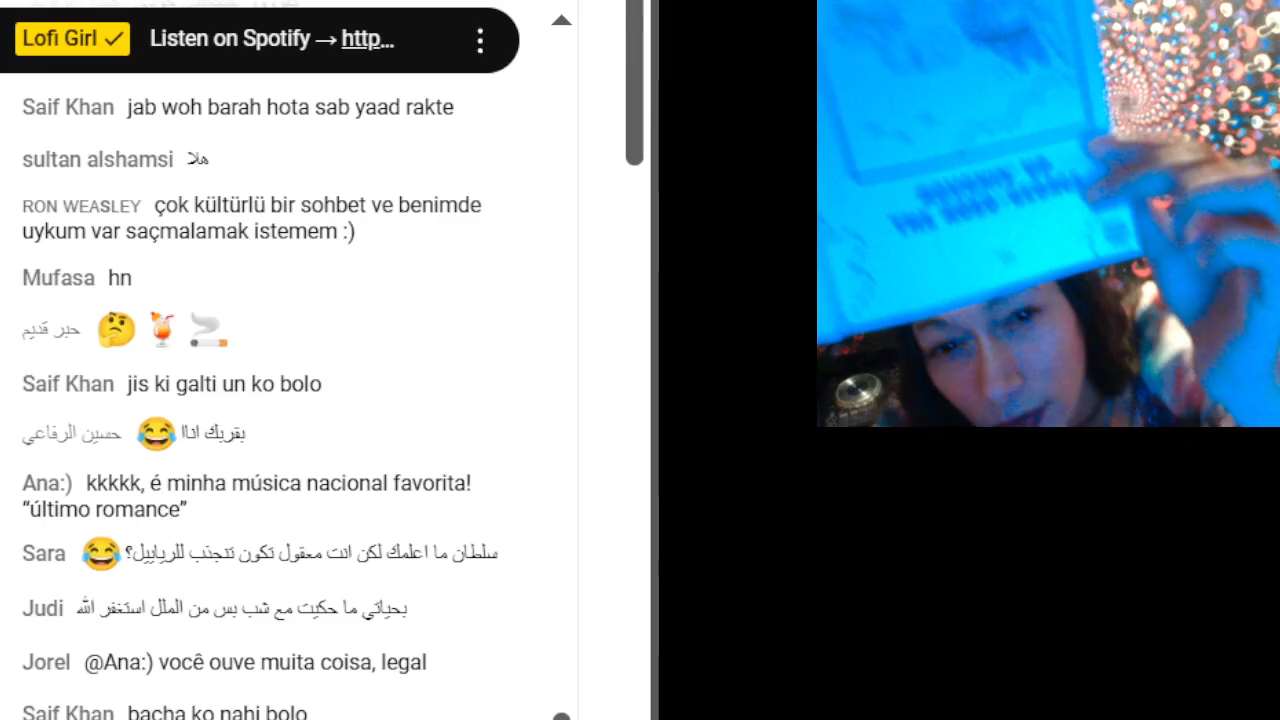 Lofi Girl ✓ Listen on Spotify → http...
Saif Khan jab woh barah hota sab yaad rakte
sultan alshamsi هلا
RON WEASLEY çok kültürlü bir sohbet ve benimde
uykum var saçmalamak istemem :)
Mufasa hn
حبر قديم 🤔 🍹 🚬
Saif Khan jis ki galti un ko bolo
حسين الرفاعي 😂 بقربك اناا
Ana:) kkkkk, é minha música nacional favorita!
“último romance”
Sara سلطان ما اعلمك لكن انت معقول تكون تنجذب للرياييل؟ 😂
Judi بحياتي ما حكيت مع شب بس من الملل استغفر الله
Jorel @Ana:) você ouve muita coisa, legal
Saif Khan bacha ko nahi bolo